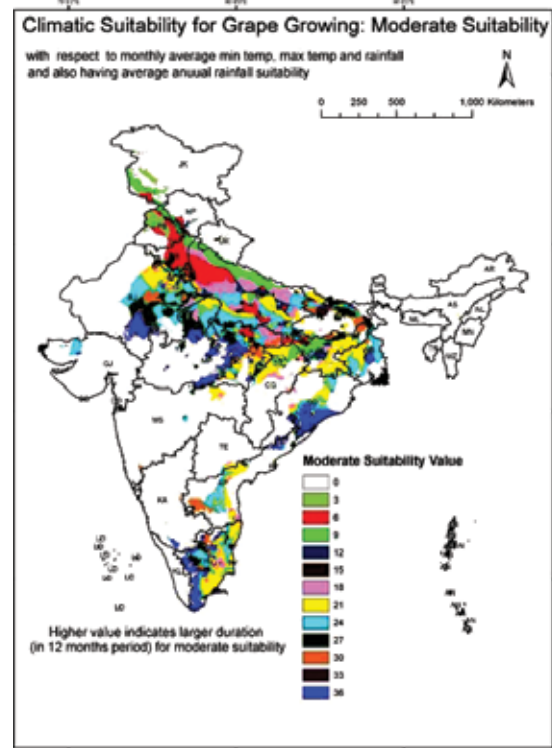 Climatic Suitability for Grape Growing: Moderate Suitability
with respect to monthly average min temp, max temp and rainfall
and also having average anuual rainfall suitability
N
0 250 500 1,000 Kilometers
JK
HP
UK
AR
AS
NL
ML
MN
MZ
GJ
CG
MS
TE
KA
Moderate Suitability Value
0
3
6
9
12
15
18
21
24
27
30
33
36
Higher value indicates larger duration
(in 12 months period) for moderate suitability